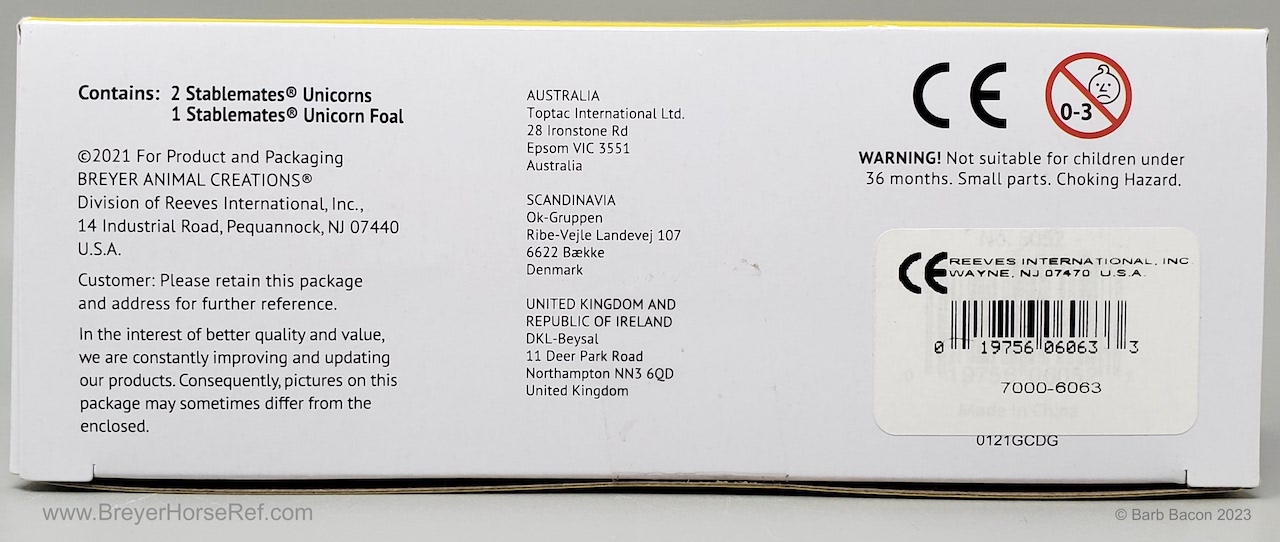 Contains: 2 Stablemates® Unicorns
1 Stablemates® Unicorn Foal
©2021 For Product and Packaging
BREYER ANIMAL CREATIONS®
Division of Reeves International, Inc.,
14 Industrial Road, Pequannock, NJ 07440
U.S.A.
Customer: Please retain this package
and address for further reference.
In the interest of better quality and value,
we are constantly improving and updating
our products. Consequently, pictures on this
package may sometimes differ from the
enclosed.
AUSTRALIA
Toptac International Ltd.
28 Ironstone Rd
Epsom VIC 3551
Australia
SCANDINAVIA
Ok-Gruppen
Ribe-Vejle Landevej 107
6622 Bække
Denmark
UNITED KINGDOM AND
REPUBLIC OF IRELAND
DKL-Beysal
11 Deer Park Road
Northampton NN3 6QD
United Kingdom
CE
0-3
WARNING! Not suitable for children under
36 months. Small parts. Choking Hazard.
CE REEVES INTERNATIONAL, INC.
WAYNE, NJ 07470 U.S.A.
0 19756 06063 3
7000-6063
Made in China
0121GCDG
www.BreyerHorseRef.com
© Barb Bacon 2023